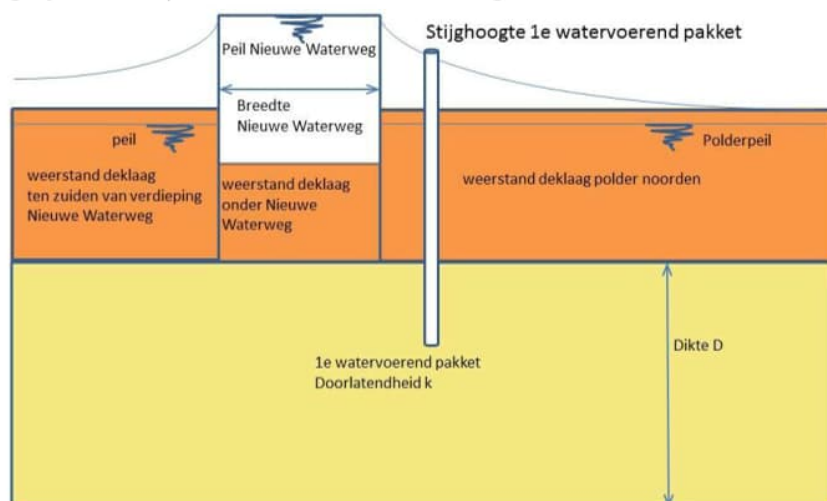 Stijghoogte 1e watervoerend pakket
Peil Nieuwe Waterweg
Breedte
Nieuwe Waterweg
peil
Polderpeil
weerstand deklaag
ten zuiden van verdieping
Nieuwe Waterweg
weerstand deklaag
onder Nieuwe
Waterweg
weerstand deklaag polder noorden
Dikte D
1e watervoerend pakket
Doorlatendheid k